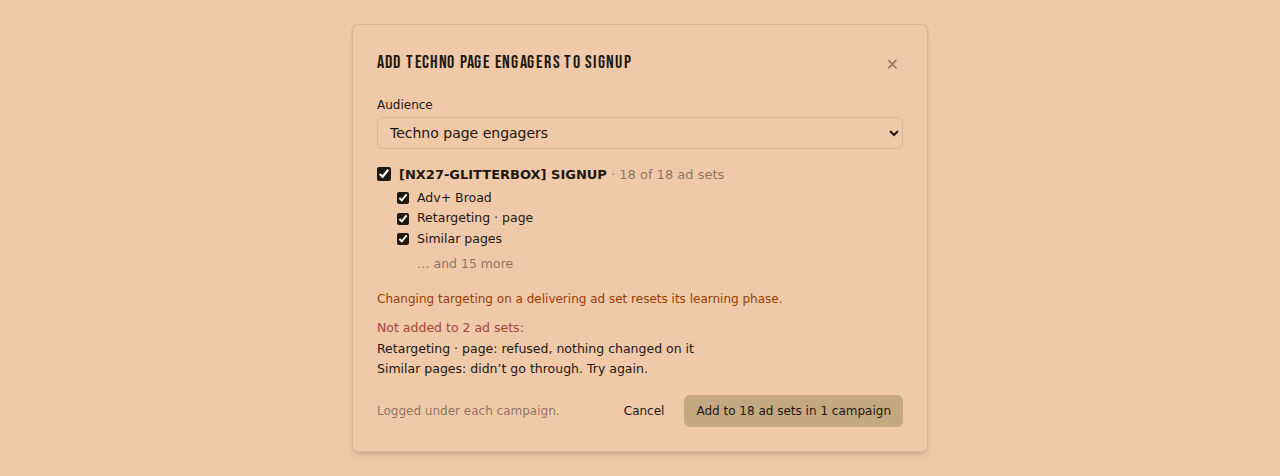 ADD TECHNO PAGE ENGAGERS TO SIGNUP
×
Audience
Techno page engagers
[NX27-GLITTERBOX] SIGNUP · 18 of 18 ad sets
Adv+ Broad
Retargeting · page
Similar pages
… and 15 more
Changing targeting on a delivering ad set resets its learning phase.
Not added to 2 ad sets:
Retargeting · page: refused, nothing changed on it
Similar pages: didn’t go through. Try again.
Logged under each campaign.
Cancel
Add to 18 ad sets in 1 campaign